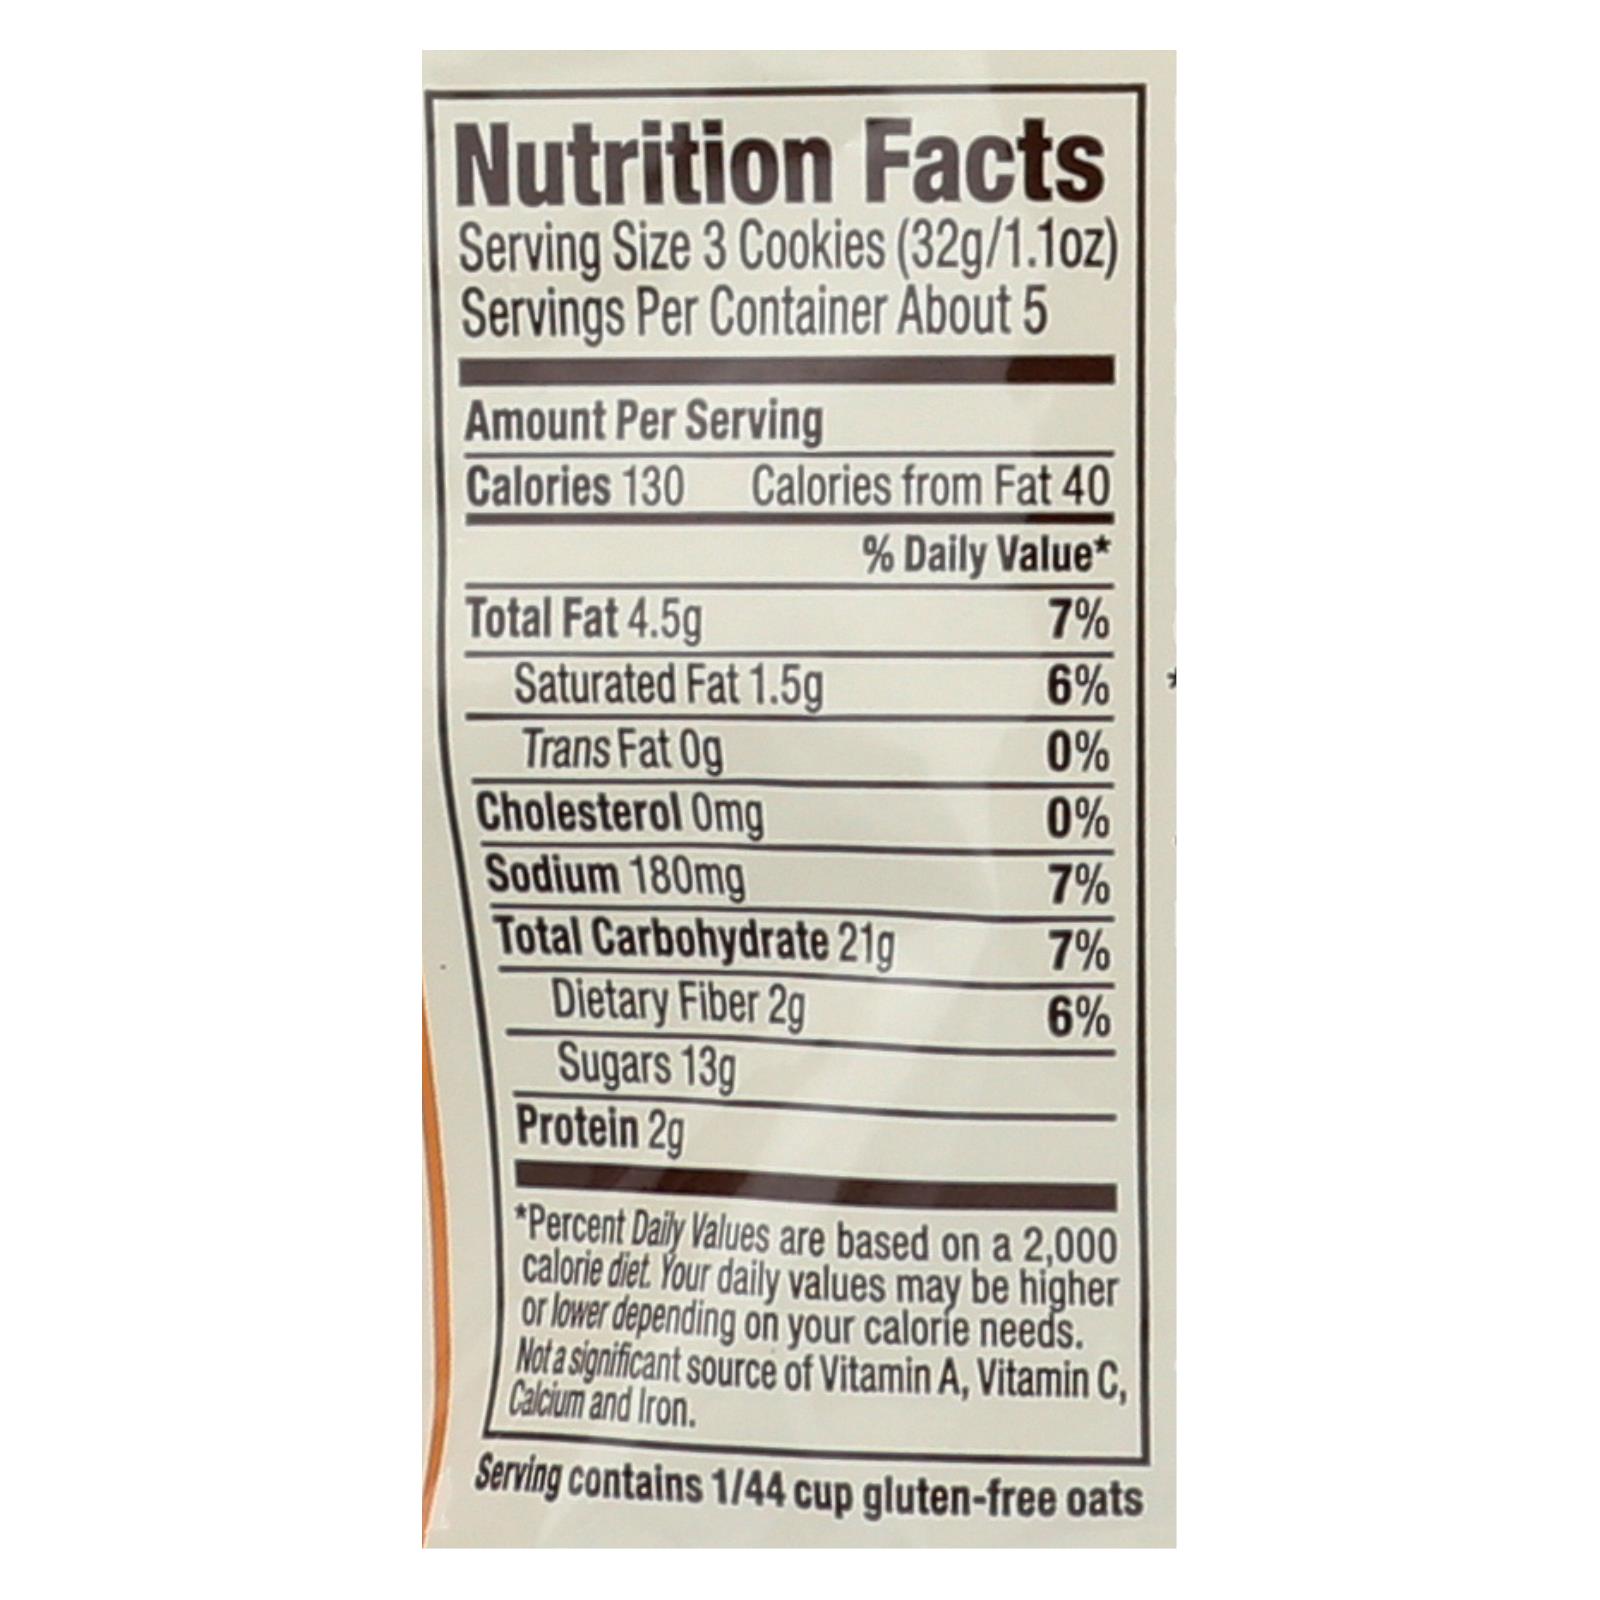 Nutrition Facts
Serving Size 3 Cookies (32g/1.1oz)
Servings Per Container About 5
Amount Per Serving
Calories 130 Calories from Fat 40
% Daily Value*
Total Fat 4.5g 7%
Saturated Fat 1.5g 6%
Trans Fat 0g 0%
Cholesterol 0mg 0%
Sodium 180mg 7%
Total Carbohydrate 21g 7%
Dietary Fiber 2g 6%
Sugars 13g
Protein 2g
*Percent Daily Values are based on a 2,000
calorie diet. Your daily values may be higher
or lower depending on your calorie needs.
Not a significant source of Vitamin A, Vitamin C,
Calcium and Iron.
Serving contains 1/44 cup gluten-free oats